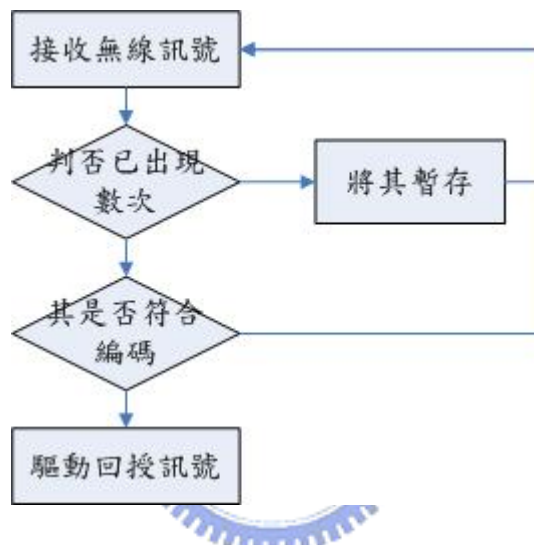 接收無線訊號
判否已出現
數次
將其暫存
其是否符合
編碼
驅動回授訊號